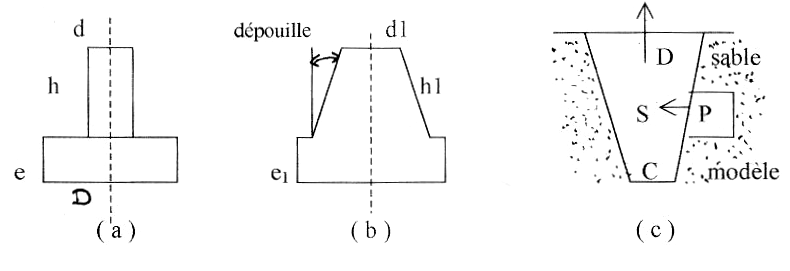 d
h
e
D
( a )
dépouille
d1
h1
e1
( b )
D
sable
S
P
C
modèle
( c )